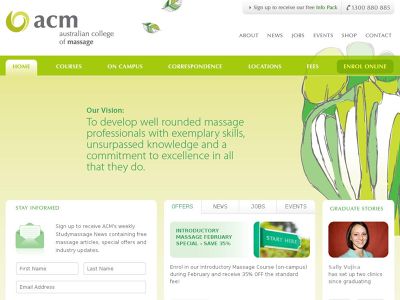 Sign up to receive our free Info Pack
1300 880 885
acm
australian college
of massage
ABOUT NEWS JOBS EVENTS SHOP CONTACT
HOME COURSES ON CAMPUS CORRESPONDENCE LOCATIONS FEES ENROL ONLINE
Our Vision:
To develop well rounded massage
professionals with exemplary skills,
unsurpassed knowledge and a
commitment to excellence in all
that they do.
STAY INFORMED
Sign up to receive ACM's weekly
Studymassage News containing free
massage articles, special offers and
industry updates.
First Name
Last Name
Email Address
OFFERS NEWS JOBS EVENTS
INTRODUCTORY
MASSAGE FEBRUARY
SPECIAL - SAVE 35%
START HERE
Enrol in our Introductory Massage Course (on-campus)
during February and receive 35% OFF the standard
fee!
GRADUATE STORIES
Sally Vujica
has set up two clinics
since graduating